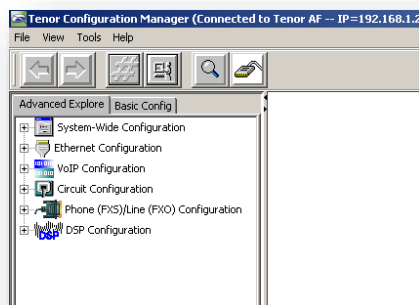 Tenor Configuration Manager (Connected to Tenor AF -- IP=192.168.1.2
File View Tools Help
Advanced Explore Basic Config
System-Wide Configuration
Ethernet Configuration
VoIP Configuration
Circuit Configuration
Phone (FXS)/Line (FXO) Configuration
DSP DSP Configuration